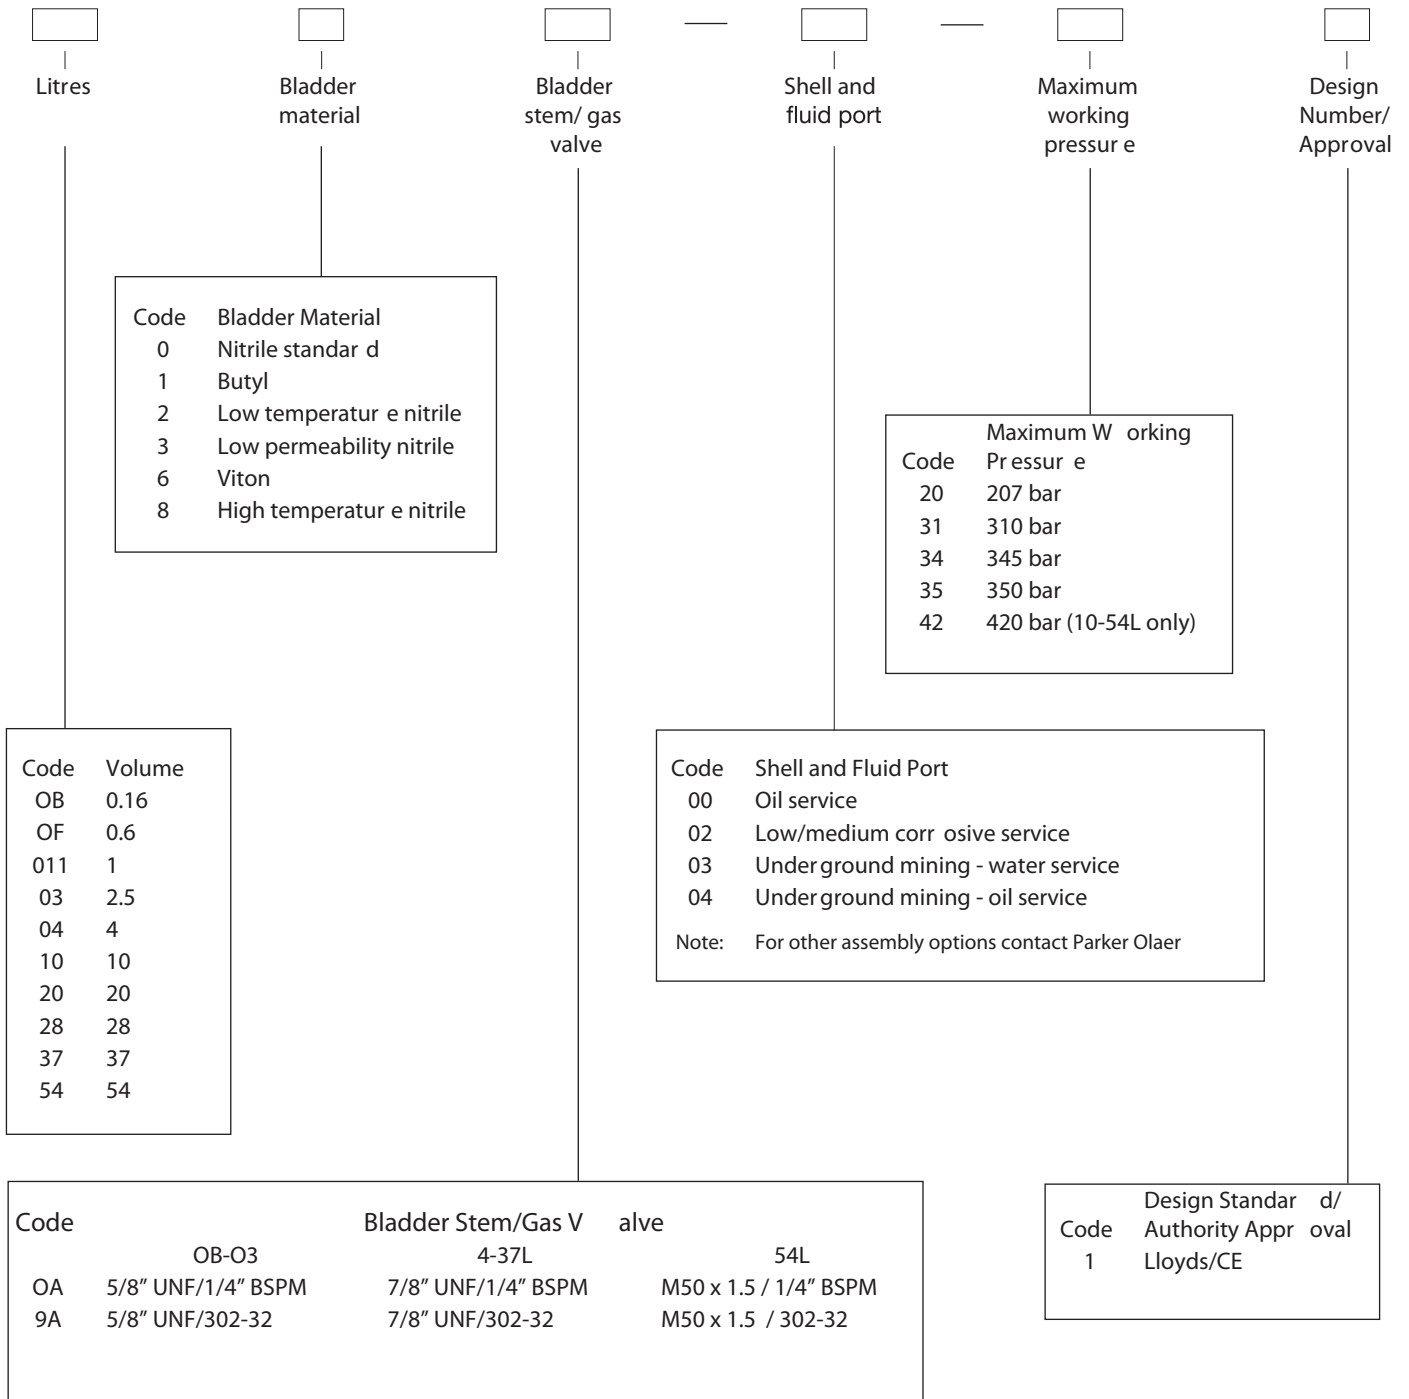 Litres
Bladder
material
Bladder
stem/ gas
valve
Shell and
fluid port
Maximum
working
pressur e
Design
Number/
Approval
Code Bladder Material
0 Nitrile standar d
1 Butyl
2 Low temperatur e nitrile
3 Low permeability nitrile
6 Viton
8 High temperatur e nitrile
Maximum W orking
Code Pr essur e
20 207 bar
31 310 bar
34 345 bar
35 350 bar
42 420 bar (10-54L only)
Code Volume
OB 0.16
OF 0.6
011 1
03 2.5
04 4
10 10
20 20
28 28
37 37
54 54
Code Shell and Fluid Port
00 Oil service
02 Low/medium corr osive service
03 Under ground mining - water service
04 Under ground mining - oil service
Note: For other assembly options contact Parker Olaer
Code Bladder Stem/Gas V alve
OB-O3 4-37L 54L
OA 5/8” UNF/1/4” BSPM 7/8” UNF/1/4” BSPM M50 x 1.5 / 1/4” BSPM
9A 5/8” UNF/302-32 7/8” UNF/302-32 M50 x 1.5 / 302-32
Design Standar d/
Code Authority Appr oval
1 Lloyds/CE